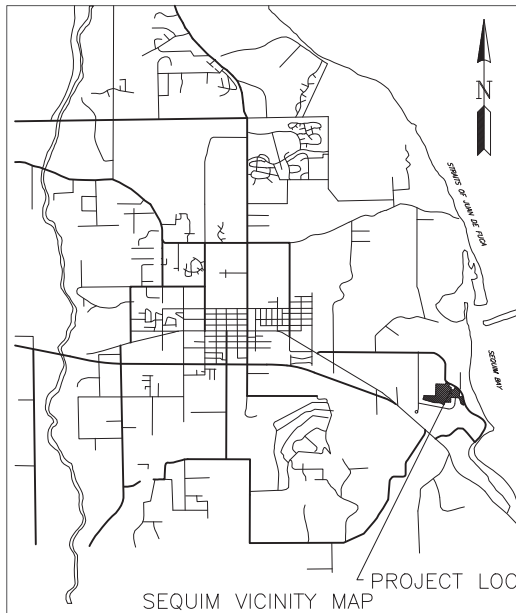 N
STRAITS OF JUAN DE FUCA
SEQUIM BAY
PROJECT LOC
SEQUIM VICINITY MAP